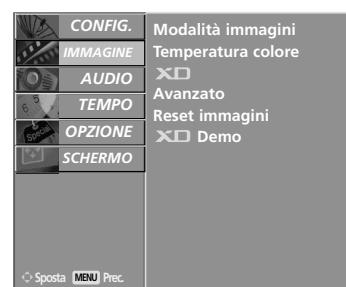 CONFIG.
IMMAGINE
AUDIO
TEMPO
OPZIONE
SCHERMO
Modalità immagini
Temperatura colore
XD
Avanzato
Reset immagini
XD Demo
Special
Sposta MENU Prec.